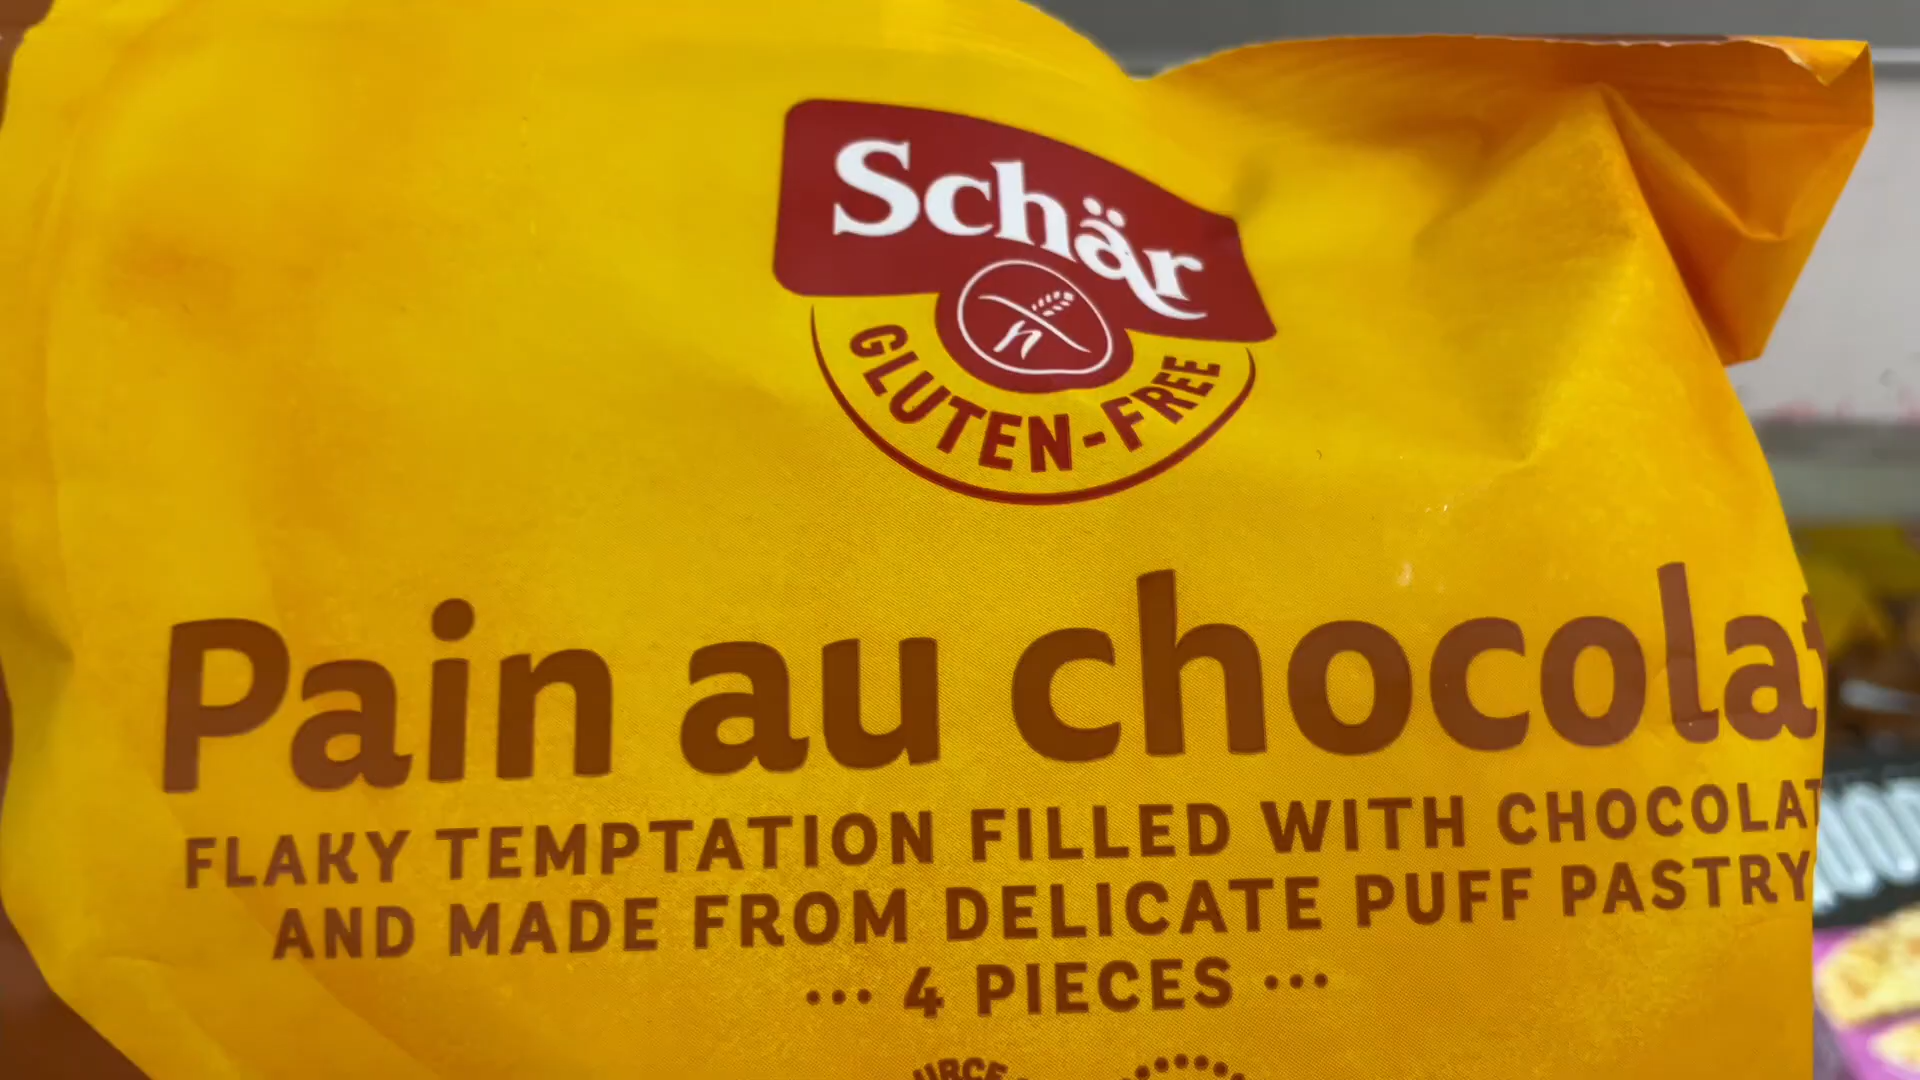 Schär
GLUTEN-FREE
Pain au chocolat
FLAKY TEMPTATION FILLED WITH CHOCOLAT
AND MADE FROM DELICATE PUFF PASTRY
... 4 PIECES ...